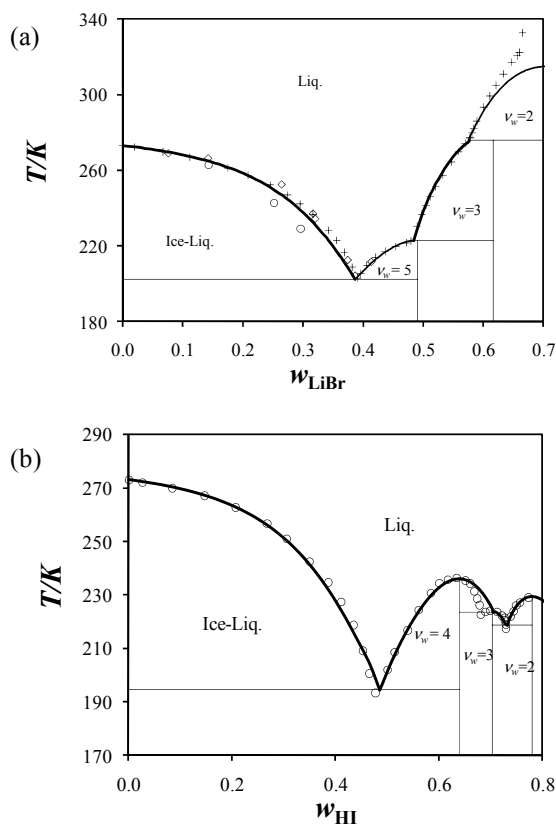 (a)
340
300
260
220
180
T/K
Liq.
Ice-Liq.
νw=2
νw=3
νw= 5
0.0 0.1 0.2 0.3 0.4 0.5 0.6 0.7
wLiBr
(b)
290
270
250
230
210
190
170
T/K
Liq.
Ice-Liq.
νw= 4
νw=3
νw=2
0.0 0.2 0.4 0.6 0.8
wHI